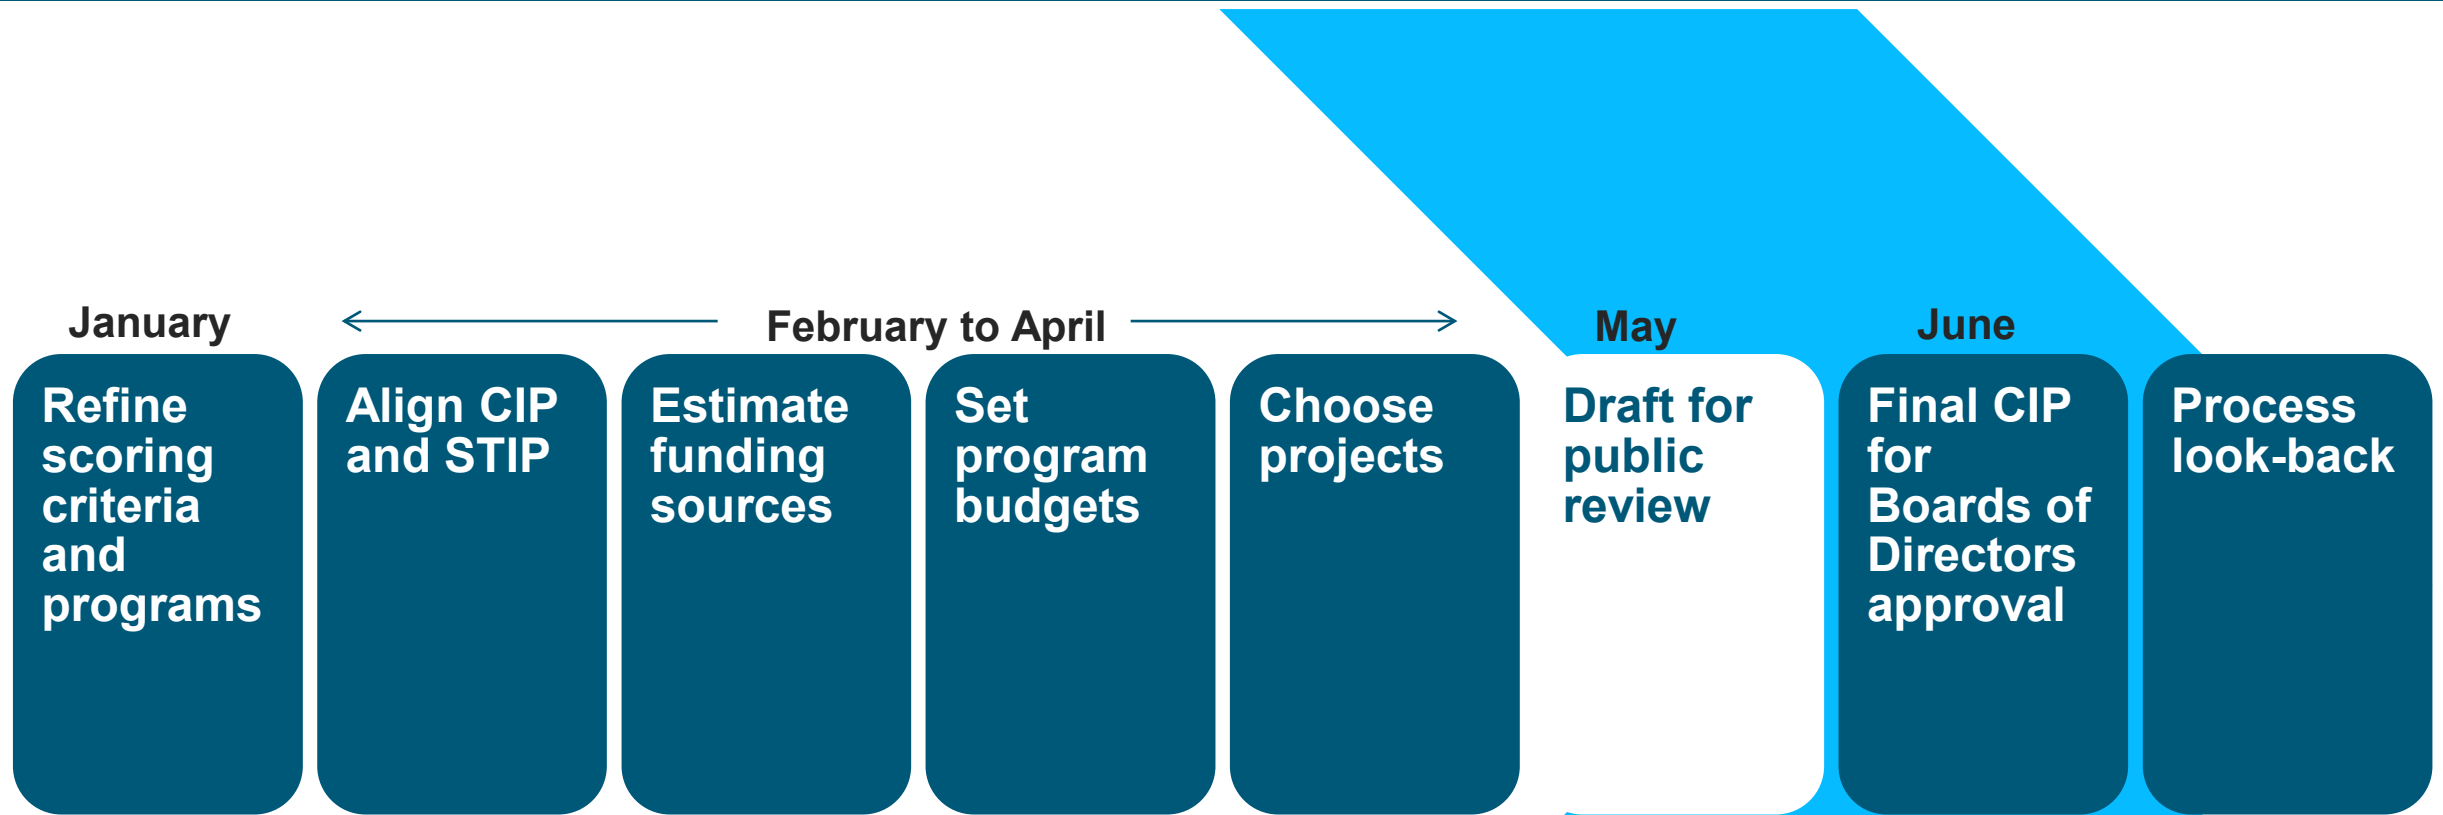 January
February to April
May
June
Refine
scoring
criteria
and
programs
Align CIP
and STIP
Estimate
funding
sources
Set
program
budgets
Choose
projects
Draft for
public
review
Final CIP
for
Boards of
Directors
approval
Process
look-back